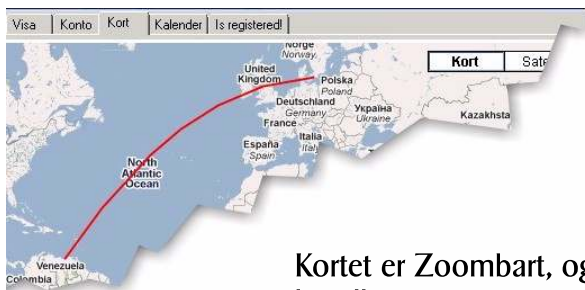 Visa Konto Kort Kalender Is registered!
Norge
Norway
Kort
United Kingdom
Polska
Poland
Deutschland
Germany
Україна
Ukraine
Kazakhsta
France
Italia
Italy
España
Spain
North
Atlantic
Ocean
Venezuela
Colombia
Kortet er Zoombart, og